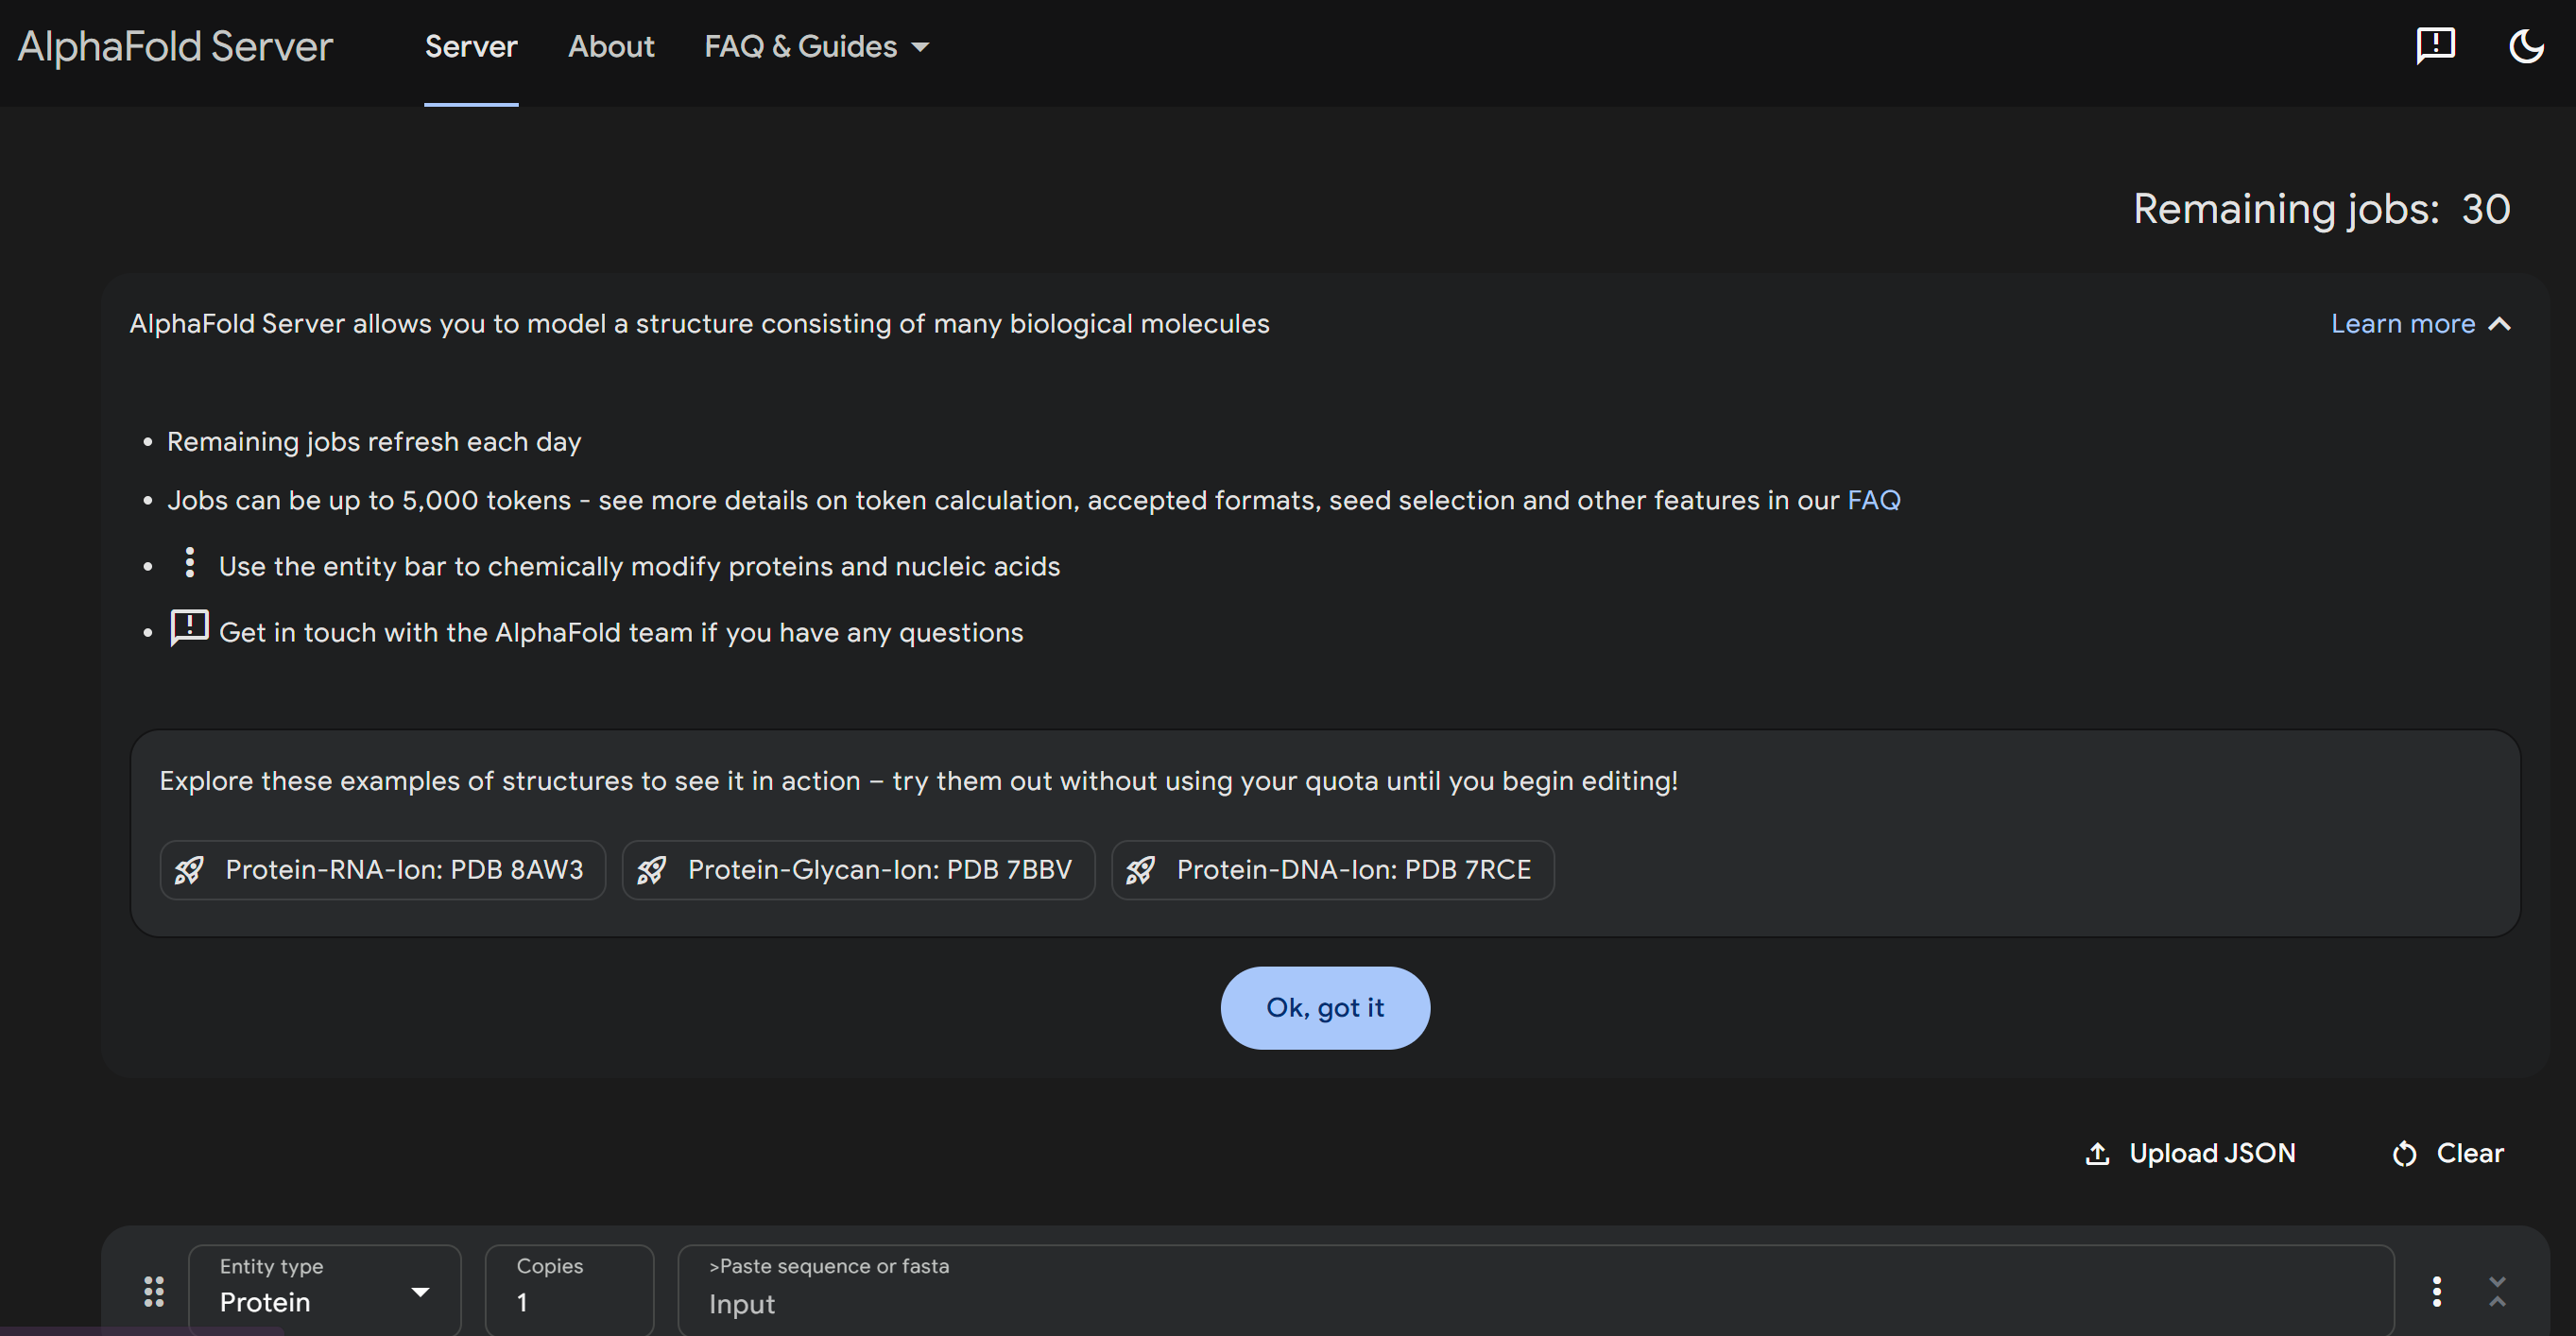 AlphaFold Server
Server
About
FAQ & Guides
Remaining jobs: 30
AlphaFold Server allows you to model a structure consisting of many biological molecules
Learn more
• Remaining jobs refresh each day
• Jobs can be up to 5,000 tokens - see more details on token calculation, accepted formats, seed selection and other features in our FAQ
• Use the entity bar to chemically modify proteins and nucleic acids
• Get in touch with the AlphaFold team if you have any questions
Explore these examples of structures to see it in action – try them out without using your quota until you begin editing!
Protein-RNA-Ion: PDB 8AW3
Protein-Glycan-Ion: PDB 7BBV
Protein-DNA-Ion: PDB 7RCE
Ok, got it
Upload JSON
Clear
Entity type
Protein
Copies
1
>Paste sequence or fasta
Input